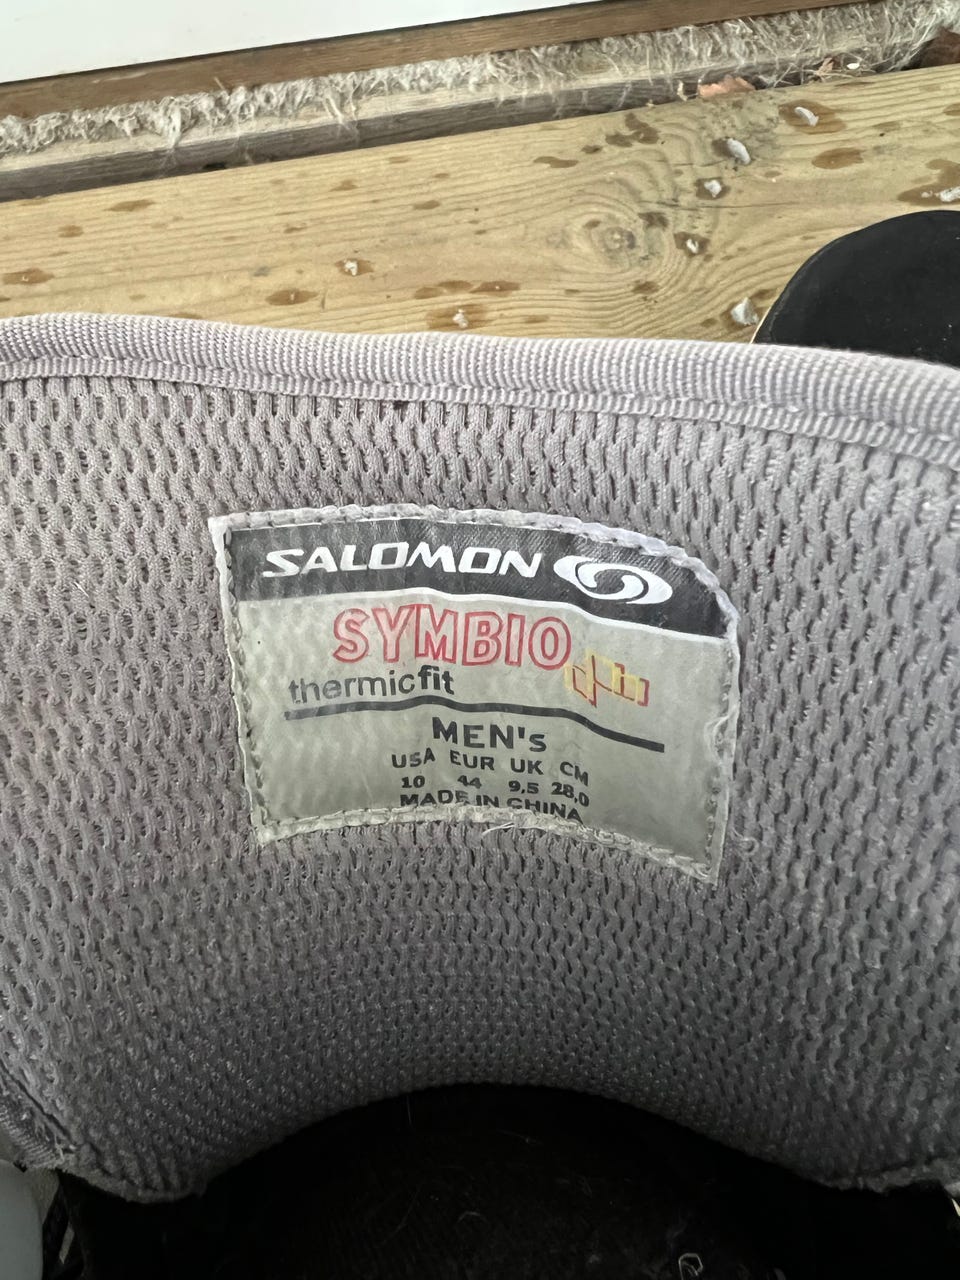 SALOMON
SYMBIO
thermicfit
MEN's
USA EUR UK CM
10 44 9,5 28,0
MADE IN CHINA